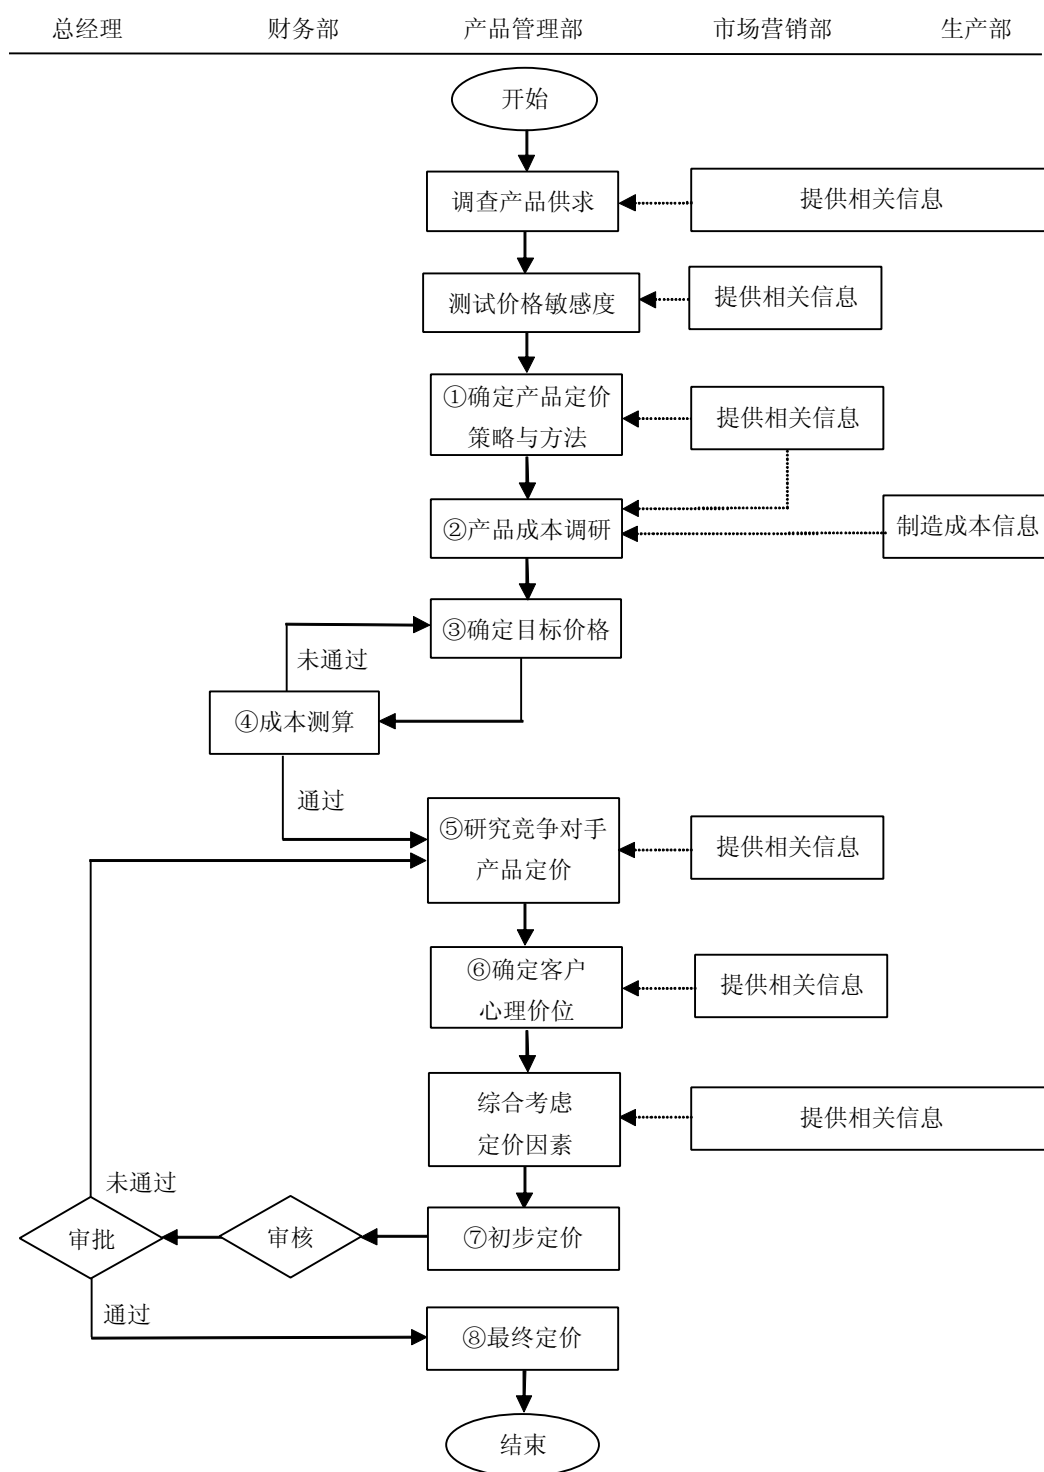 总经理 财务部 产品管理部 市场营销部 生产部
开始
调查产品供求
提供相关信息
测试价格敏感度
提供相关信息
①确定产品定价
策略与方法
提供相关信息
②产品成本调研
制造成本信息
③确定目标价格
未通过
④成本测算
通过
⑤研究竞争对手
产品定价
提供相关信息
⑥确定客户
心理价位
提供相关信息
综合考虑
定价因素
提供相关信息
未通过
审批
审核
⑦初步定价
通过
⑧最终定价
结束